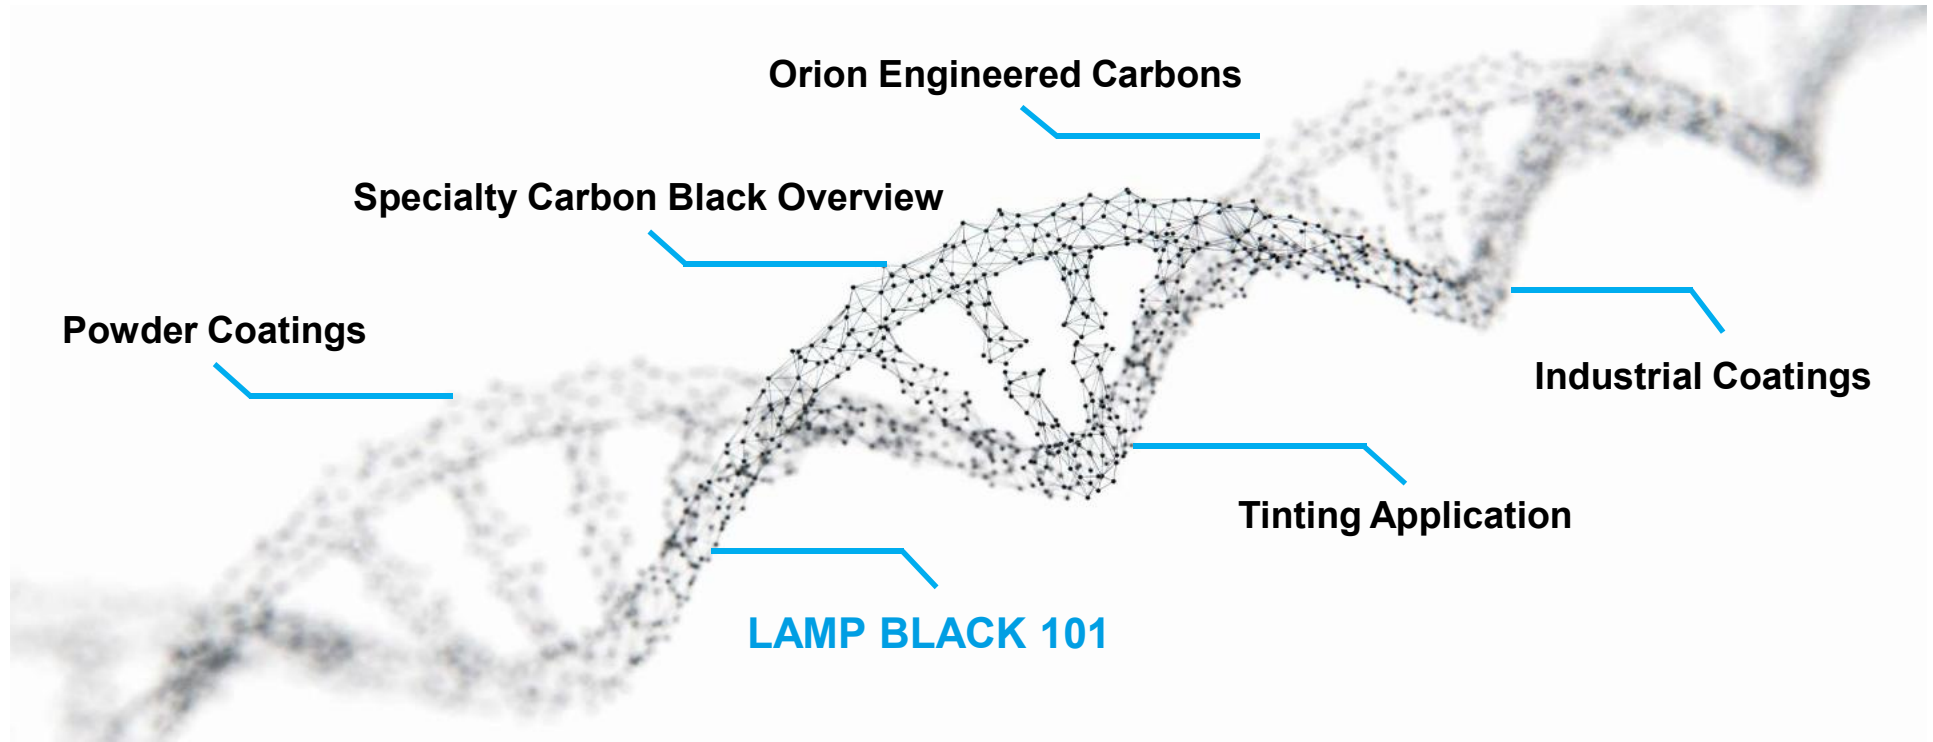 Orion Engineered Carbons
Specialty Carbon Black Overview
Powder Coatings
Industrial Coatings
Tinting Application
LAMP BLACK 101